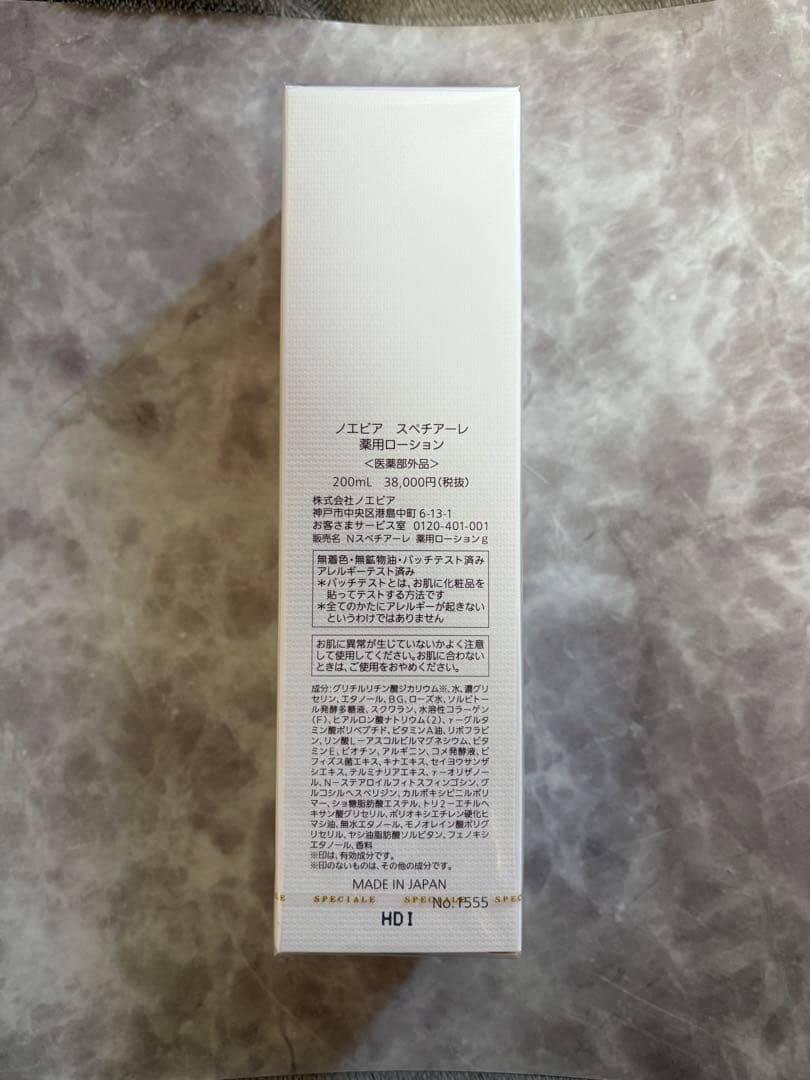 ノエビア　スペチアーレ
薬用ローション
＜医薬部外品＞
200mL　38,000円（税抜）
株式会社ノエビア
神戸市中央区港島中町 6-13-1
お客さまサービス室 0120-401-001
販売名 Nスペチアーレ 薬用ローションg
無着色・無鉱物油・パッチテスト済み
アレルギーテスト済み
＊パッチテストとは、お肌に化粧品を
貼ってテストする方法です
＊全てのかたにアレルギーが起きない
というわけではありません
お肌に異常が生じていないかよく注意
して使用してください。お肌に合わない
ときは、ご使用をおやめください。
成分：グリチルリチン酸ジカリウム※、水、濃グリ
セリン、エタノール、BG、ローズ水、ソルビトー
ル発酵多糖液、スクワラン、水溶性コラーゲン
（F）、ヒアルロン酸ナトリウム（2）、γーグルタ
ミン酸ポリペプチド、ビタミンA油、リボフラビ
ン、リン酸Lーアスコルビルマグネシウム、ビタ
ミンE、ビオチン、アルギニン、コメ発酵液、ビ
フィズス菌エキス、キナエキス、セイヨウサンザ
シエキス、テルミナリアエキス、γーオリザノー
ル、Nーステアロイルフィトスフィンゴシン、グ
ルコシルヘスペリジン、カルボキシビニルポリ
マー、ショ糖脂肪酸エステル、トリ2ーエチルヘ
キサン酸グリセリル、ポリオキシエチレン硬化ヒ
マシ油、無水エタノール、モノオレイン酸ポリグ
リセリル、ヤシ油脂肪酸ソルビタン、フェノキシ
エタノール、香料
※印は、有効成分です。
※印のないものは、その他の成分です。
MADE IN JAPAN
No.1555
SPECIALE SPECIALE SPEC
HD I